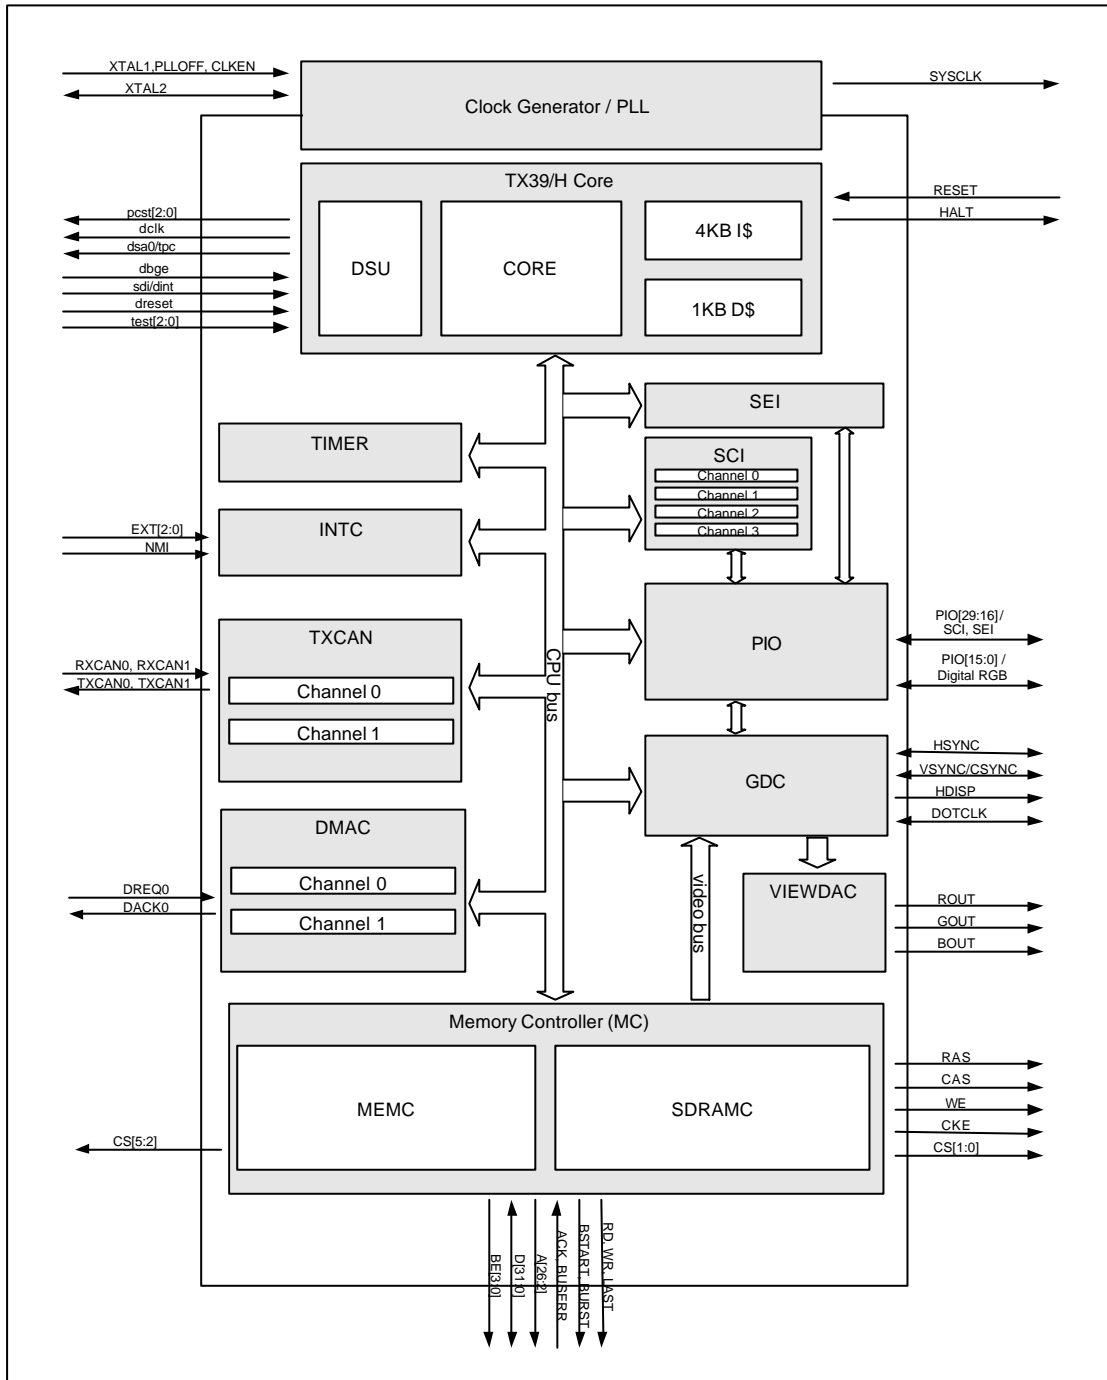 XTAL1,PLLOFF, CLKEN
XTAL2
Clock Generator / PLL
SYSCLK
TX39/H Core
RESET
HALT
pcst[2:0]
dclk
dsa0/tpc
dbge
sdi/dint
dreset
test[2:0]
DSU
CORE
4KB I$
1KB D$
SEI
TIMER
SCI
Channel 0
Channel 1
Channel 2
Channel 3
EXT[2:0]
NMI
INTC
TXCAN
RXCAN0, RXCAN1
TXCAN0, TXCAN1
Channel 0
Channel 1
CPU bus
PIO
PIO[29:16]/
SCI, SEI
PIO[15:0] /
Digital RGB
GDC
HSYNC
VSYNC/CSYNC
HDISP
DOTCLK
DMAC
Channel 0
Channel 1
DREQ0
DACK0
video bus
VIEWDAC
ROUT
GOUT
BOUT
Memory Controller (MC)
MEMC
SDRAMC
RAS
CAS
WE
CKE
CS[1:0]
CS[5:2]
BE[3:0]
D[31:0]
A[26:2]
ACK, BUSERR
BSTART, BURST
RD, WR, LAST